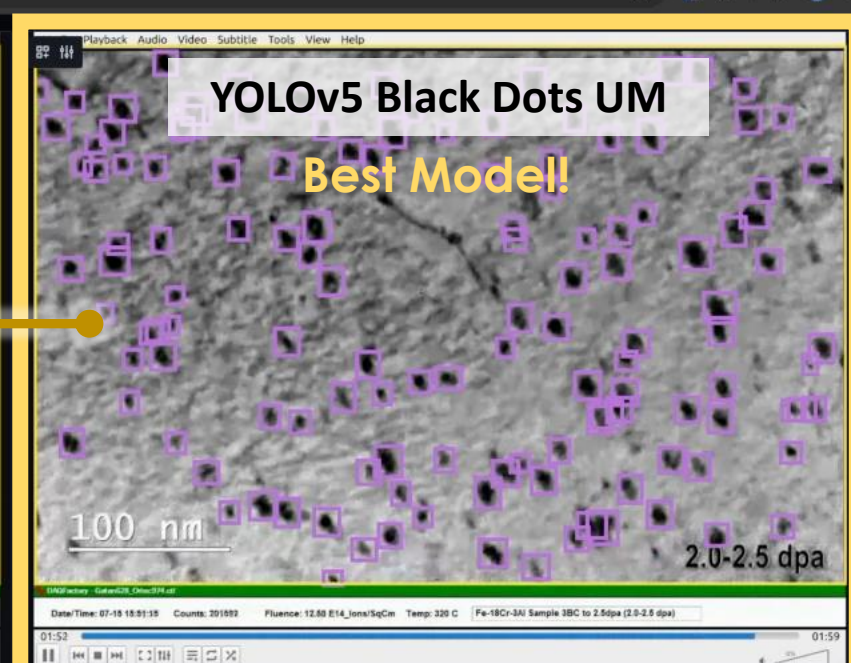 Playback Audio Video Subtitle Tools View Help
YOLOv5 Black Dots UM
Best Model!
100 nm
2.0-2.5 dpa
Date/Time: 07-15 15:51:15 Counts: 201692 Fluence: 12.60 E14_Ions/SqCm Temp: 320 C Fe-18Cr-3Al Sample 3BC to 2.5dpa (2.0-2.5 dpa)
01:52
01:59